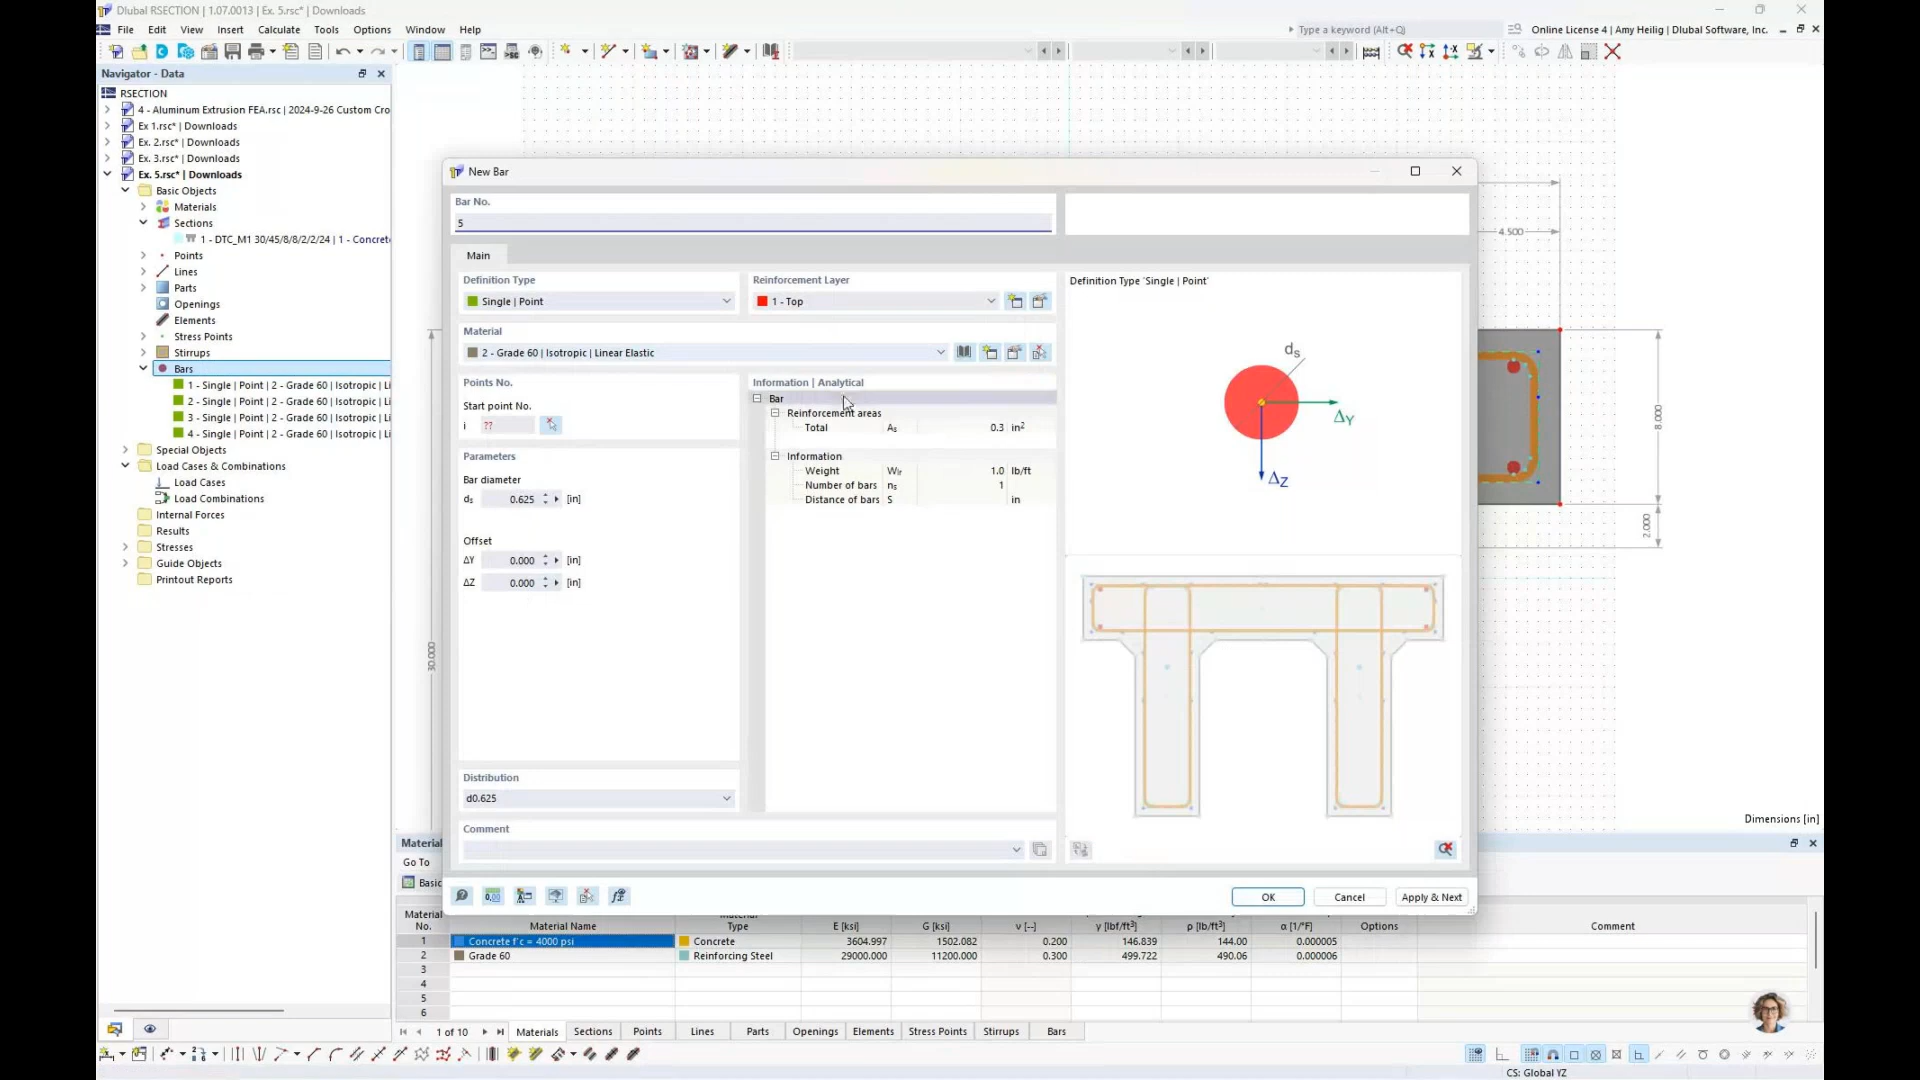 Dlubal RSECTION | 1.07.0013 | Ex. 5.rsc* | Downloads
File Edit View Insert Calculate Tools Options Window Help
Type a keyword (Alt+Q)
Online License 4 | Amy Heilig | Dlubal Software, Inc.
Navigator - Data
RSECTION
4 - Aluminum Extrusion FEA.rsc | 2024-9-26 Custom Cro
Ex 1.rsc* | Downloads
Ex. 2.rsc* | Downloads
Ex. 3.rsc* | Downloads
Ex. 5.rsc* | Downloads
Basic Objects
Materials
Sections
1 - DTC_M1 30/45/8/8/2/2/24 | 1 - Concrete
Points
Lines
Parts
Openings
Elements
Stress Points
Stirrups
Bars
1 - Single | Point | 2 - Grade 60 | Isotropic | Li
2 - Single | Point | 2 - Grade 60 | Isotropic | Li
3 - Single | Point | 2 - Grade 60 | Isotropic | Li
4 - Single | Point | 2 - Grade 60 | Isotropic | Li
Special Objects
Load Cases & Combinations
Load Cases
Load Combinations
Internal Forces
Results
Stresses
Guide Objects
Printout Reports
New Bar
Bar No.
5
Main
Definition Type
Single | Point
Reinforcement Layer
1 - Top
Material
2 - Grade 60 | Isotropic | Linear Elastic
Points No.
Start point No.
i ??
Parameters
Bar diameter
ds 0.625 [in]
Offset
ΔY 0.000 [in]
ΔZ 0.000 [in]
Distribution
d0.625
Comment
Information | Analytical
Bar
Reinforcement areas
Total As 0.3 in²
Information
Weight 1.0 lb/ft
Number of bars ns 1
Distance of bars S in
Definition Type 'Single | Point'
ds
ΔY
ΔZ
OK Cancel Apply & Next
4.500
8.000
2.000
30.000
Dimensions [in]
Material
Go To
Basic
Material
No. Material Name Type E [ksi] G [ksi] ν [--] γ [lbf/ft³] ρ [lb/ft³] α [1/°F] Options Comment
1 Concrete f'c = 4000 psi Concrete 3604.997 1502.082 0.200 146.839 144.00 0.000005
2 Grade 60 Reinforcing Steel 29000.000 11200.000 0.300 499.722 490.06 0.000006
3
4
5
6
1 of 10 Materials Sections Points Lines Parts Openings Elements Stress Points Stirrups Bars
CS: Global YZ